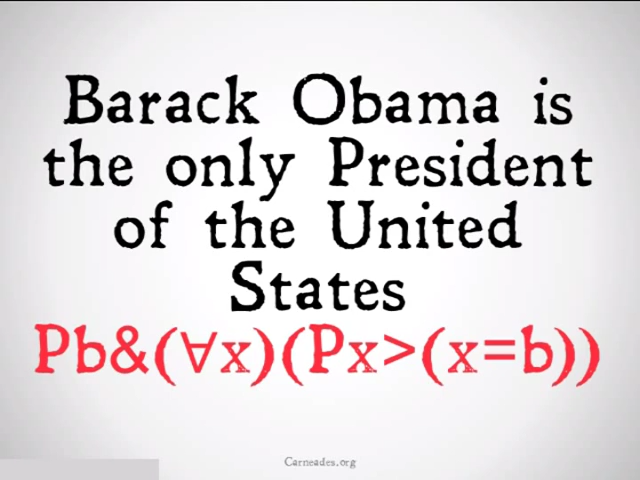 Barack Obama is
the only President
of the United
States
Pb&(∀x)(Px>(x=b))
Carneades.org